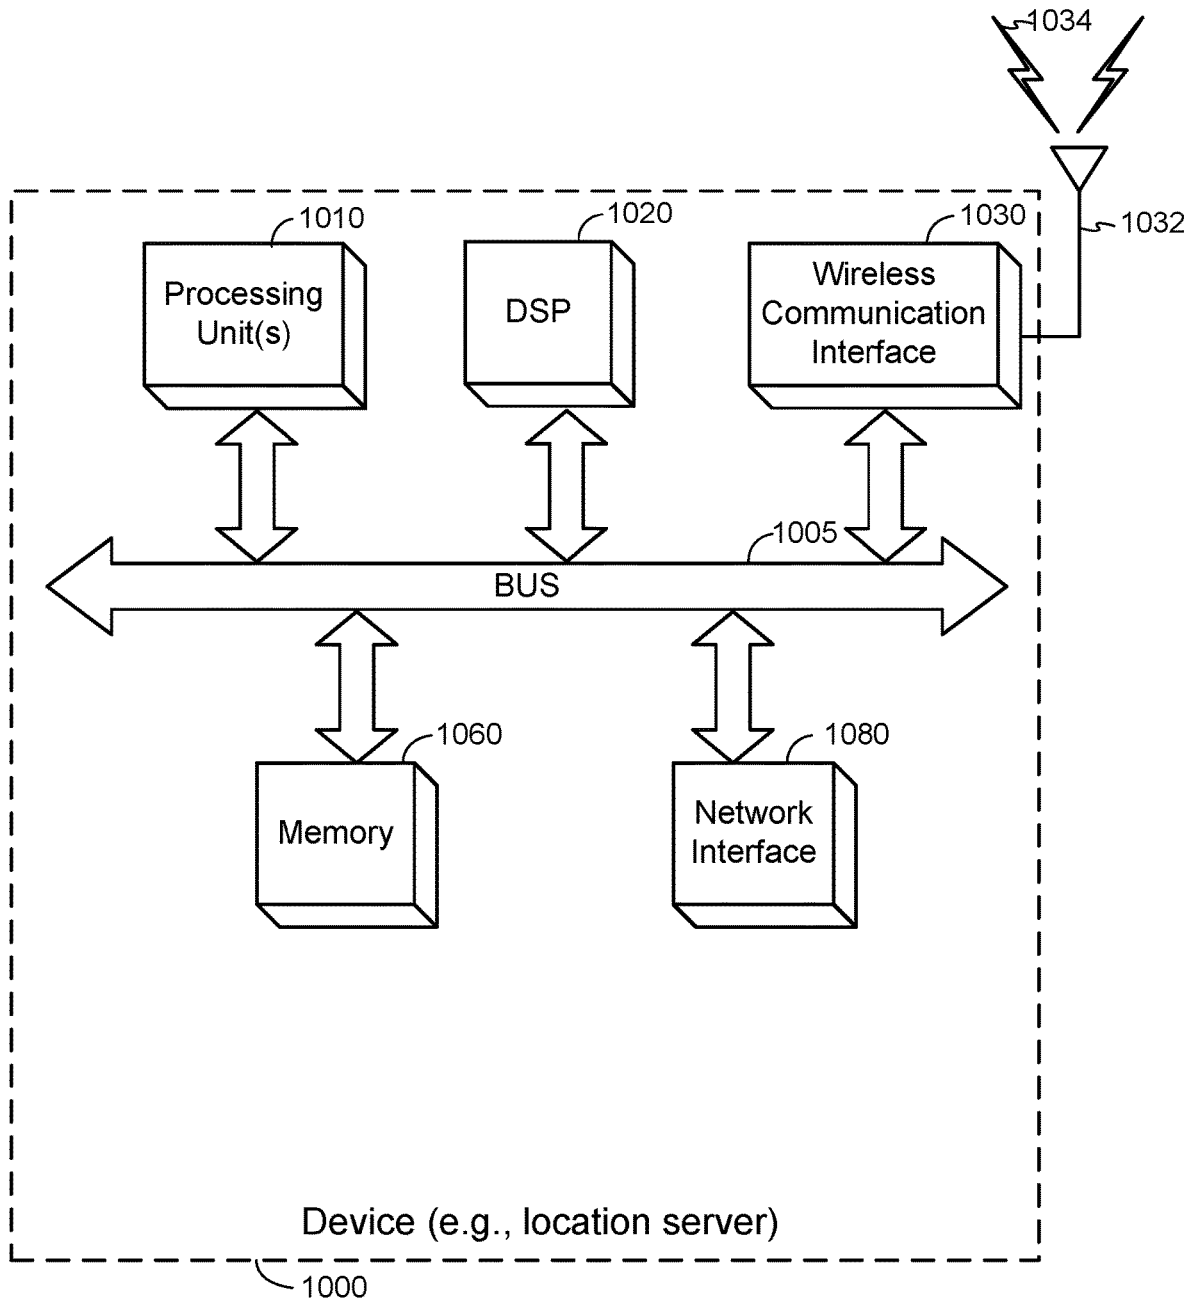 1034
1032
1010
1020
1030
Processing
Unit(s)
DSP
Wireless
Communication
Interface
1005
BUS
1060
1080
Memory
Network
Interface
Device (e.g., location server)
1000